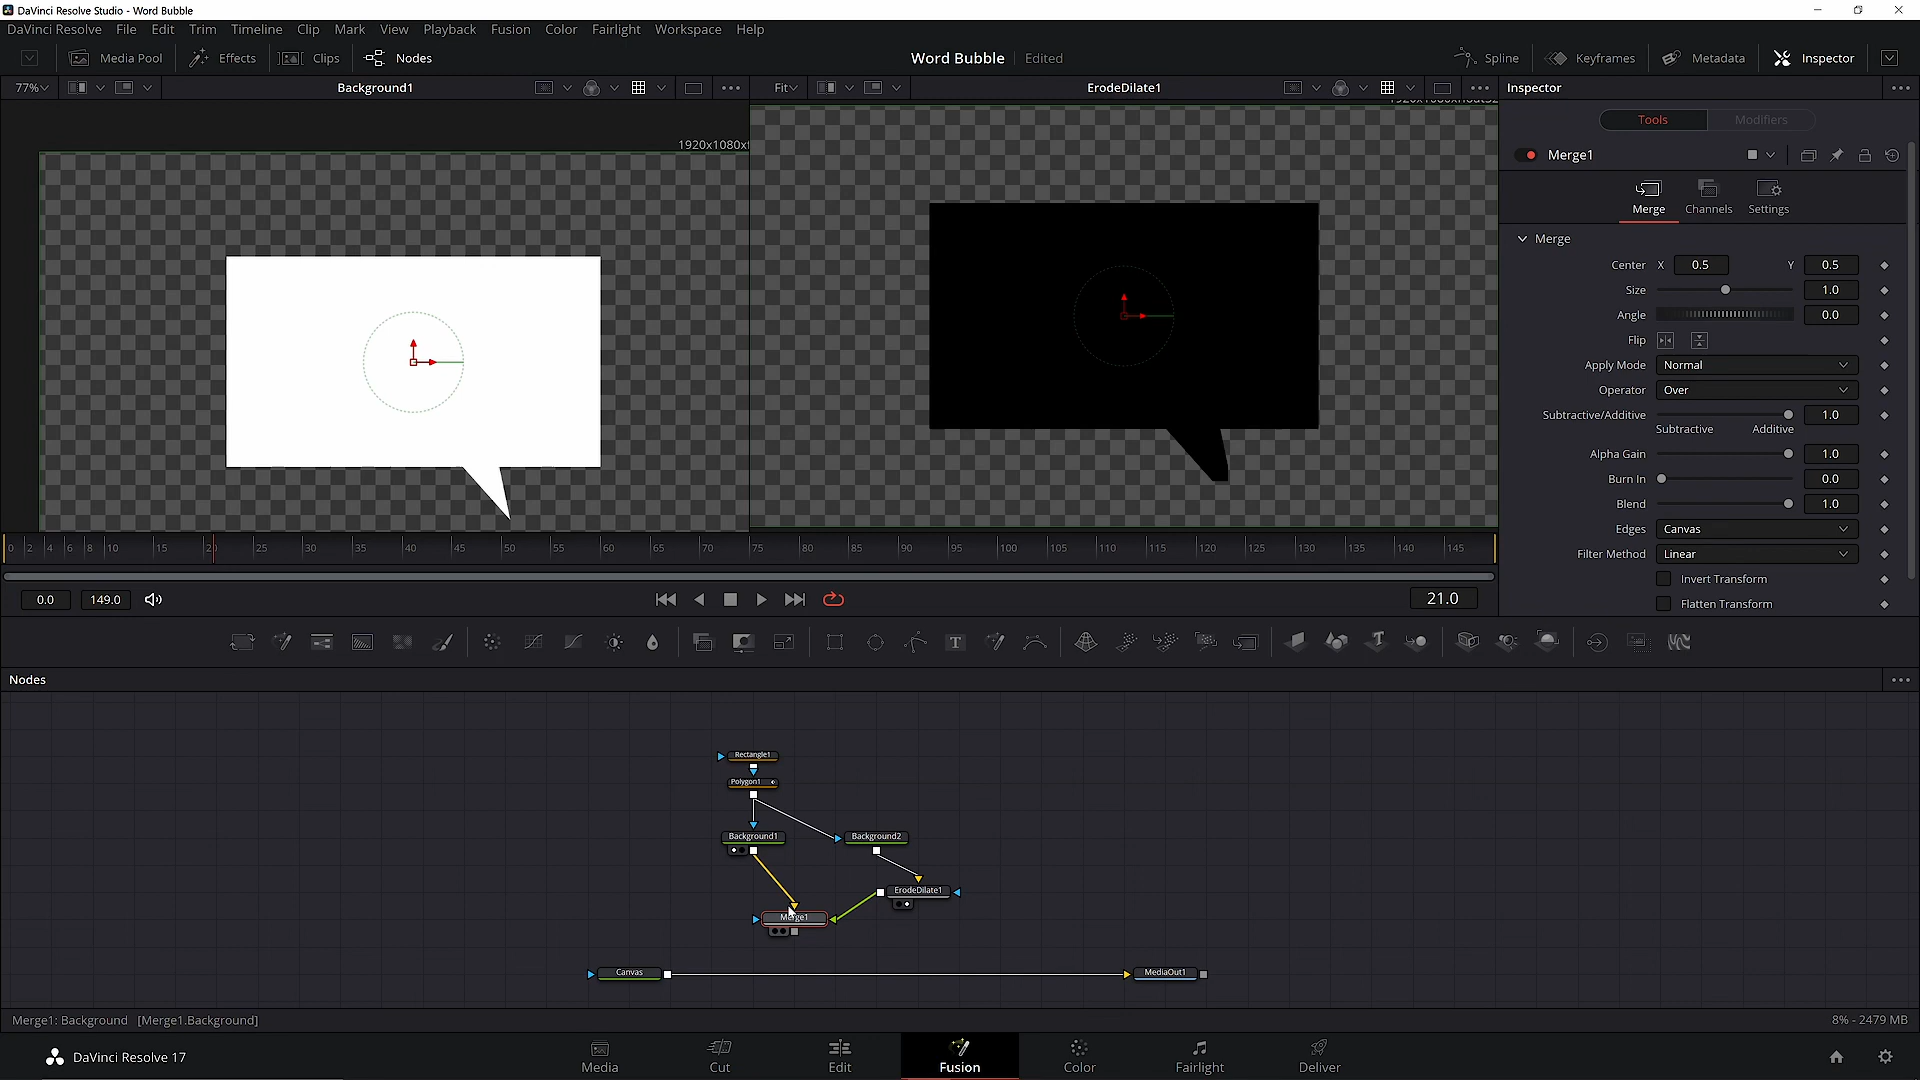 DaVinci Resolve Studio - Word Bubble
DaVinci Resolve File Edit Trim Timeline Clip Mark View Playback Fusion Color Fairlight Workspace Help
Media Pool Effects Clips Nodes Word Bubble Edited Spline Keyframes Metadata Inspector
77% Background1 Fit ErodeDilate1 Inspector
Tools Modifiers
1920x1080xf
Merge1
Merge Channels Settings
Merge
Center X 0.5 Y 0.5
Size 1.0
Angle 0.0
Flip
Apply Mode Normal
Operator Over
Subtractive/Additive 1.0
Subtractive Additive
Alpha Gain 1.0
Burn In 0.0
Blend 1.0
Edges Canvas
Filter Method Linear
Invert Transform
Flatten Transform
0 2 4 6 8 10 15 20 25 30 35 40 45 50 55 60 65 70 75 80 85 90 95 100 105 110 115 120 125 130 135 140 145
0.0 149.0 21.0
Nodes
Rectangle1
Polygon1
Background1 Background2
ErodeDilate1
Merge1
Canvas MediaOut1
Merge1: Background [Merge1.Background] 8% - 2479 MB
DaVinci Resolve 17 Media Cut Edit Fusion Color Fairlight Deliver